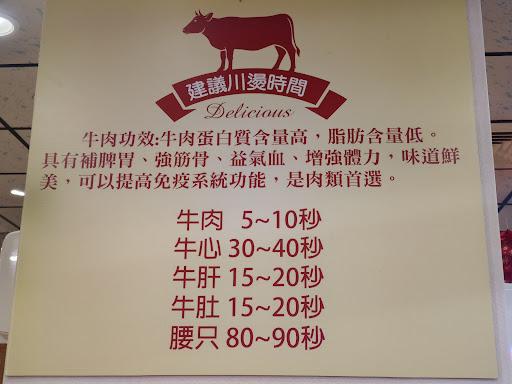 建議川燙時間
Delicious
牛肉功效:牛肉蛋白質含量高，脂肪含量低。
具有補脾胃、強筋骨、益氣血、增強體力，味道鮮
美，可以提高免疫系統功能，是肉類首選。
牛肉 5~10秒
牛心 30~40秒
牛肝 15~20秒
牛肚 15~20秒
腰只 80~90秒